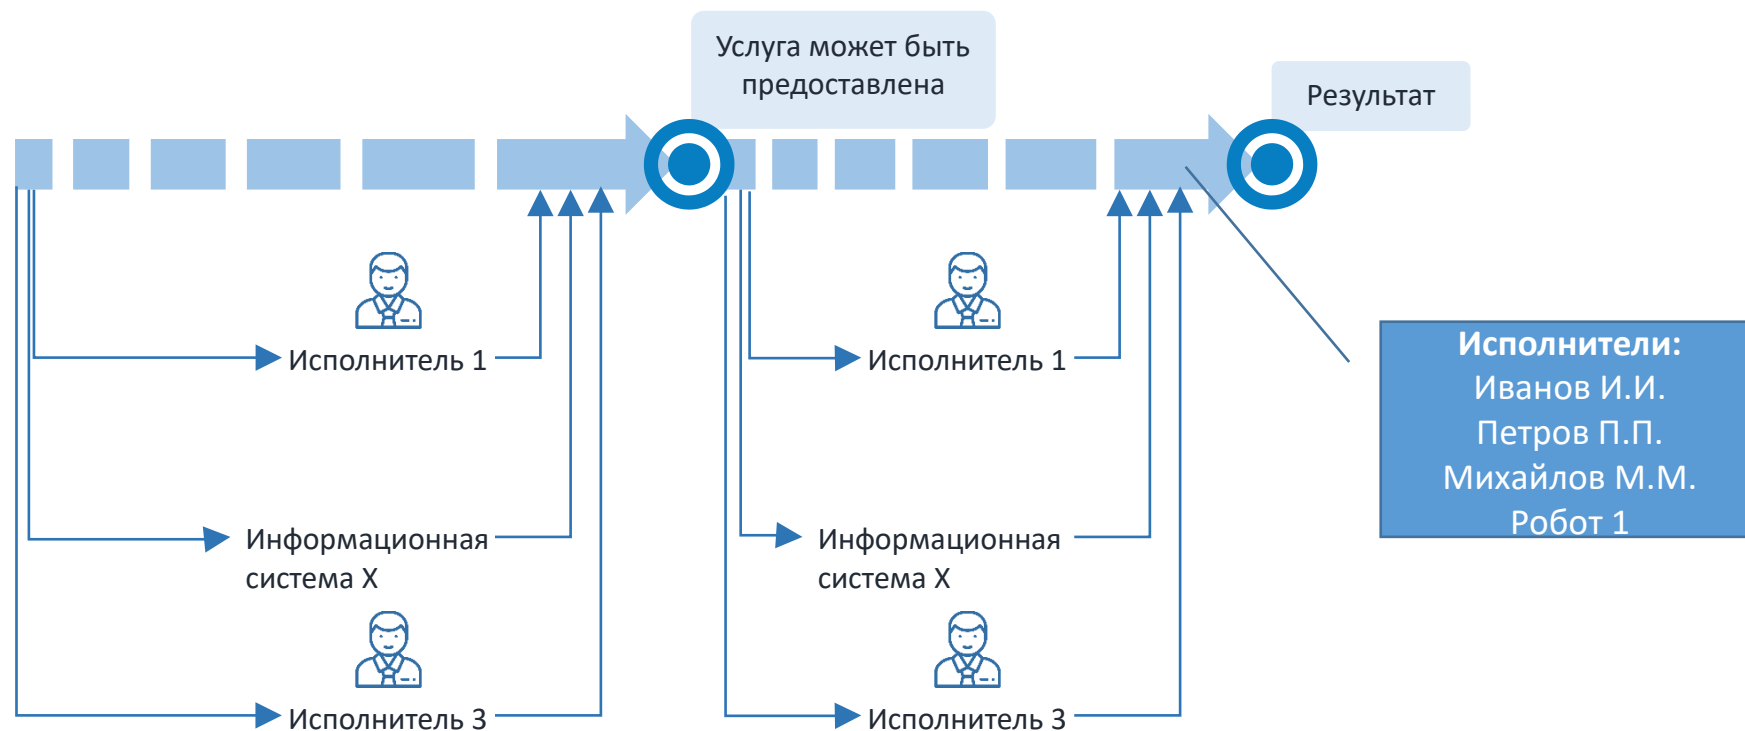 Услуга может быть
предоставлена
Результат
Исполнитель 1
Исполнитель 1
Исполнители:
Иванов И.И.
Петров П.П.
Михайлов М.М.
Робот 1
Информационная
система X
Информационная
система X
Исполнитель 3
Исполнитель 3